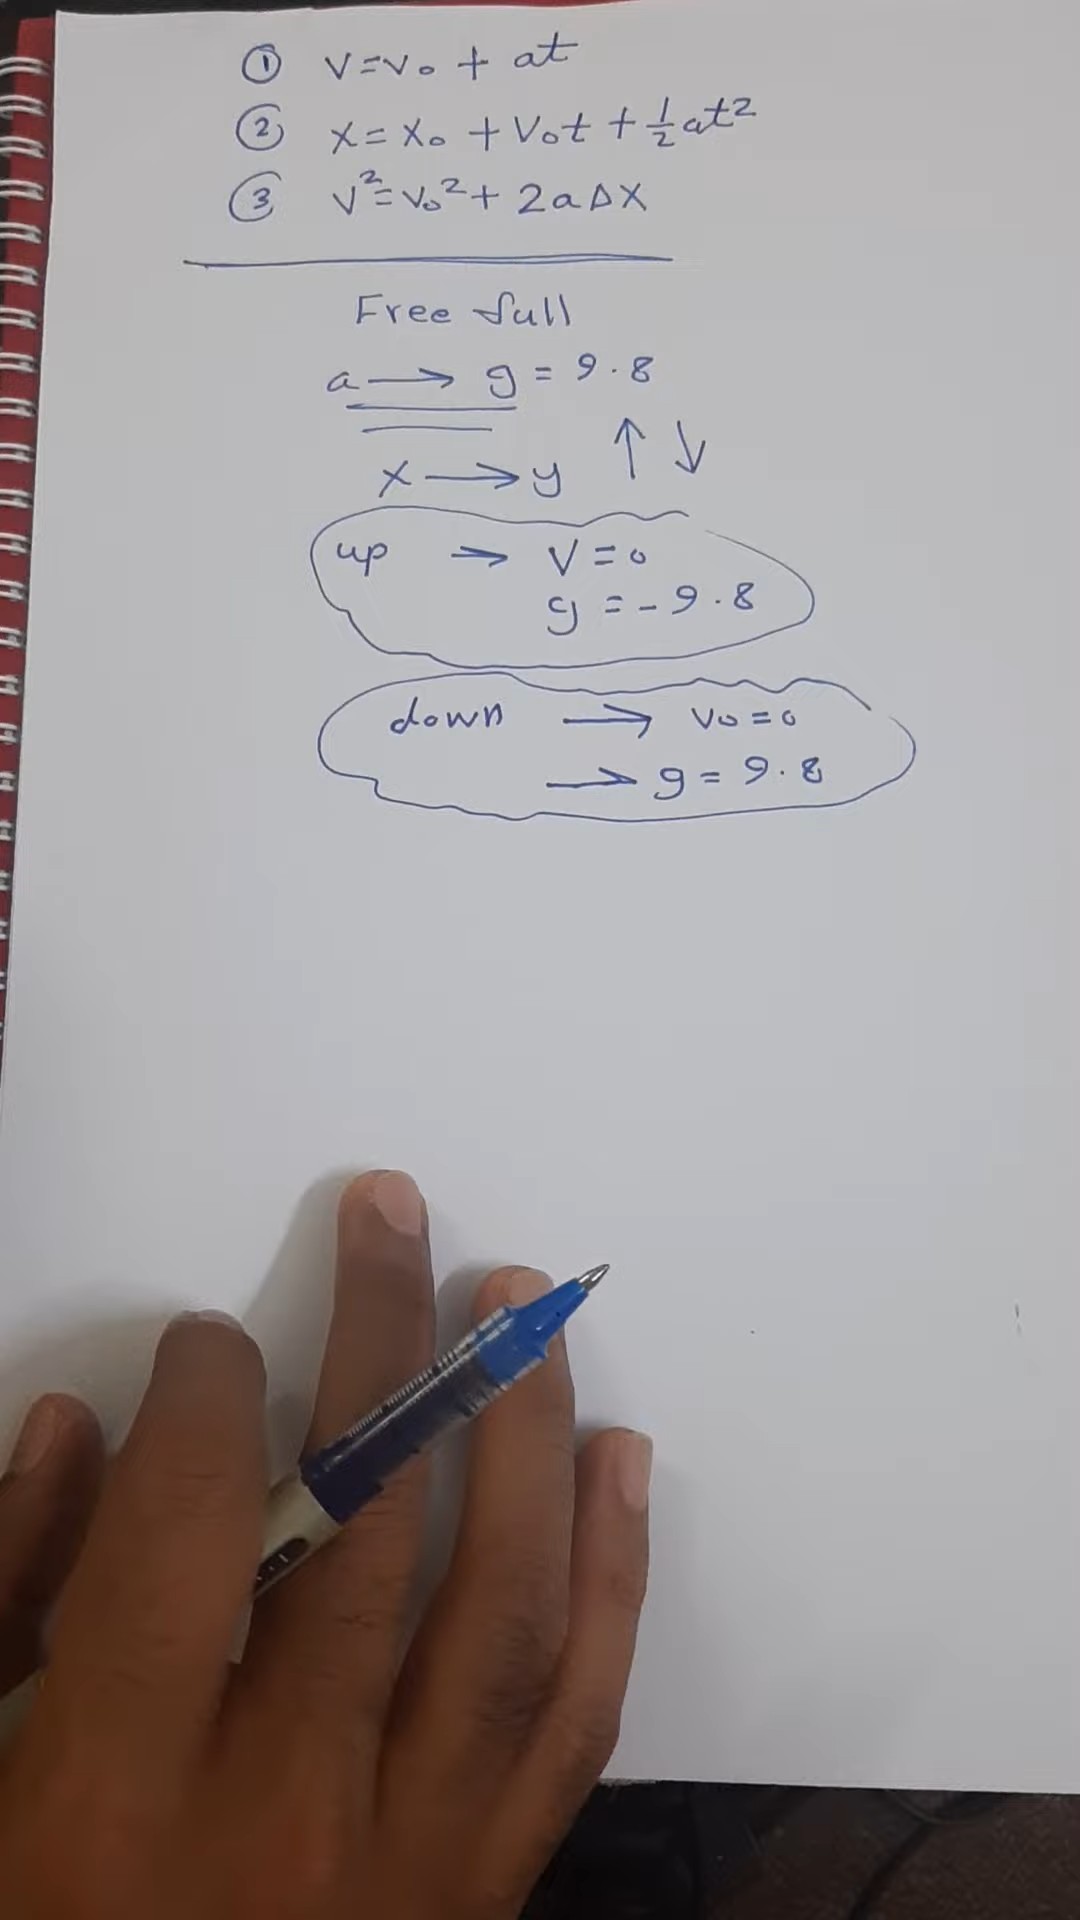 ① V=V₀ + at
② X=X₀ + V₀t + ½at²
③ V²=V₀²+ 2aΔX
Free full
a → g = 9.8
X → y ↑ ↓
up → V=0
g =-9.8
down → V₀=0
→ g= 9.8